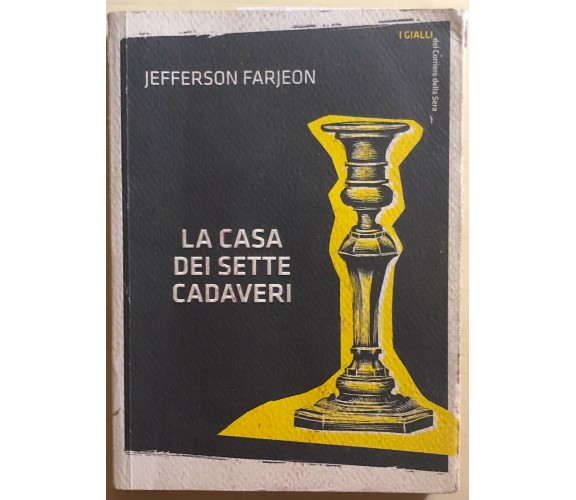 I GIALLI
del Corriere della Sera
JEFFERSON FARJEON
LA CASA
DEI SETTE
CADAVERI